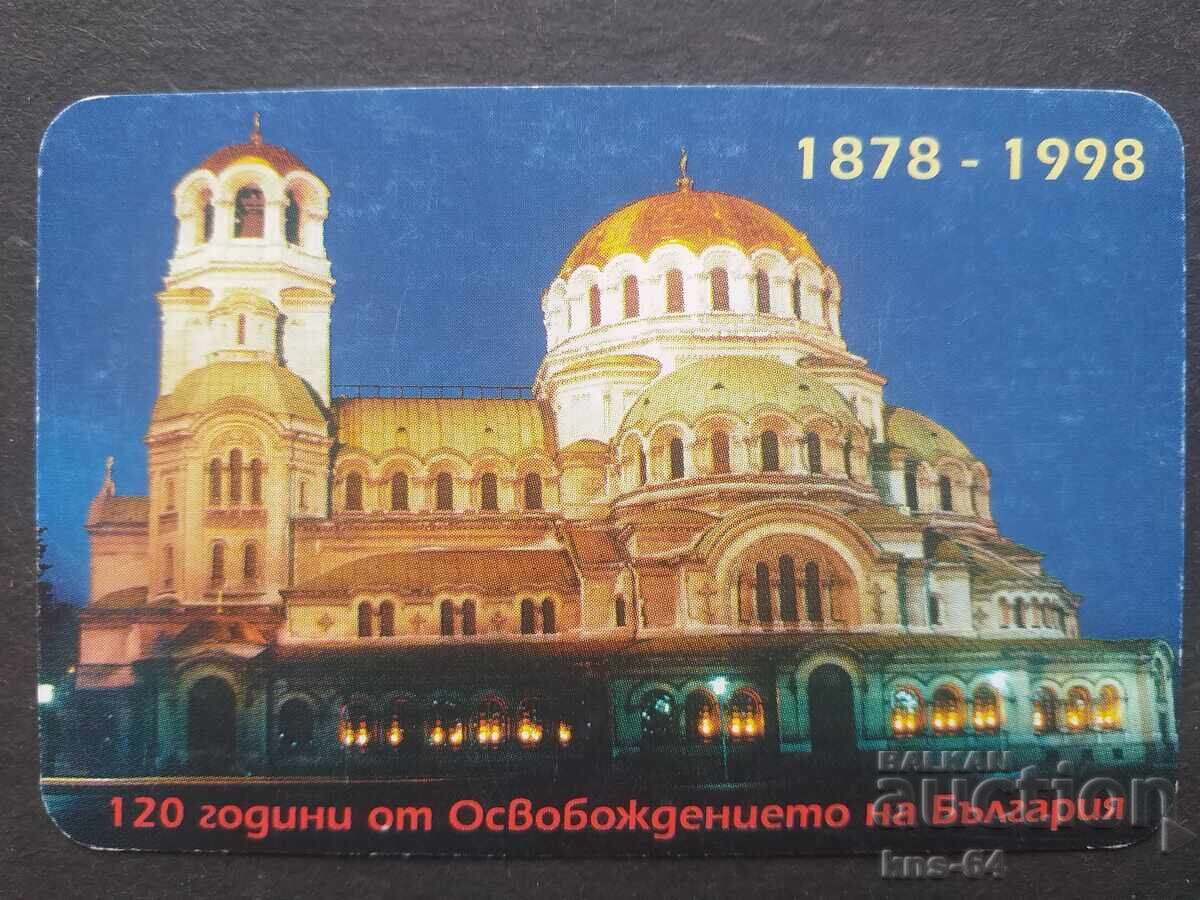 1878 - 1998
120 години от Освобождението на България
BALKAN
auction
kns-64